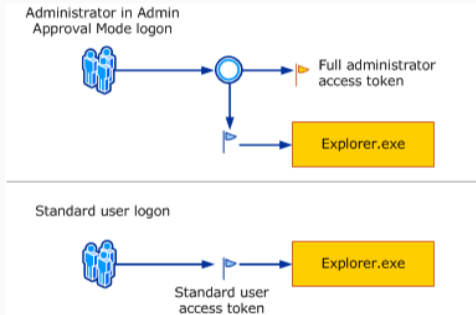 Administrator in Admin
Approval Mode logon
Full administrator
access token
Explorer.exe
Standard user logon
Explorer.exe
Standard user
access token